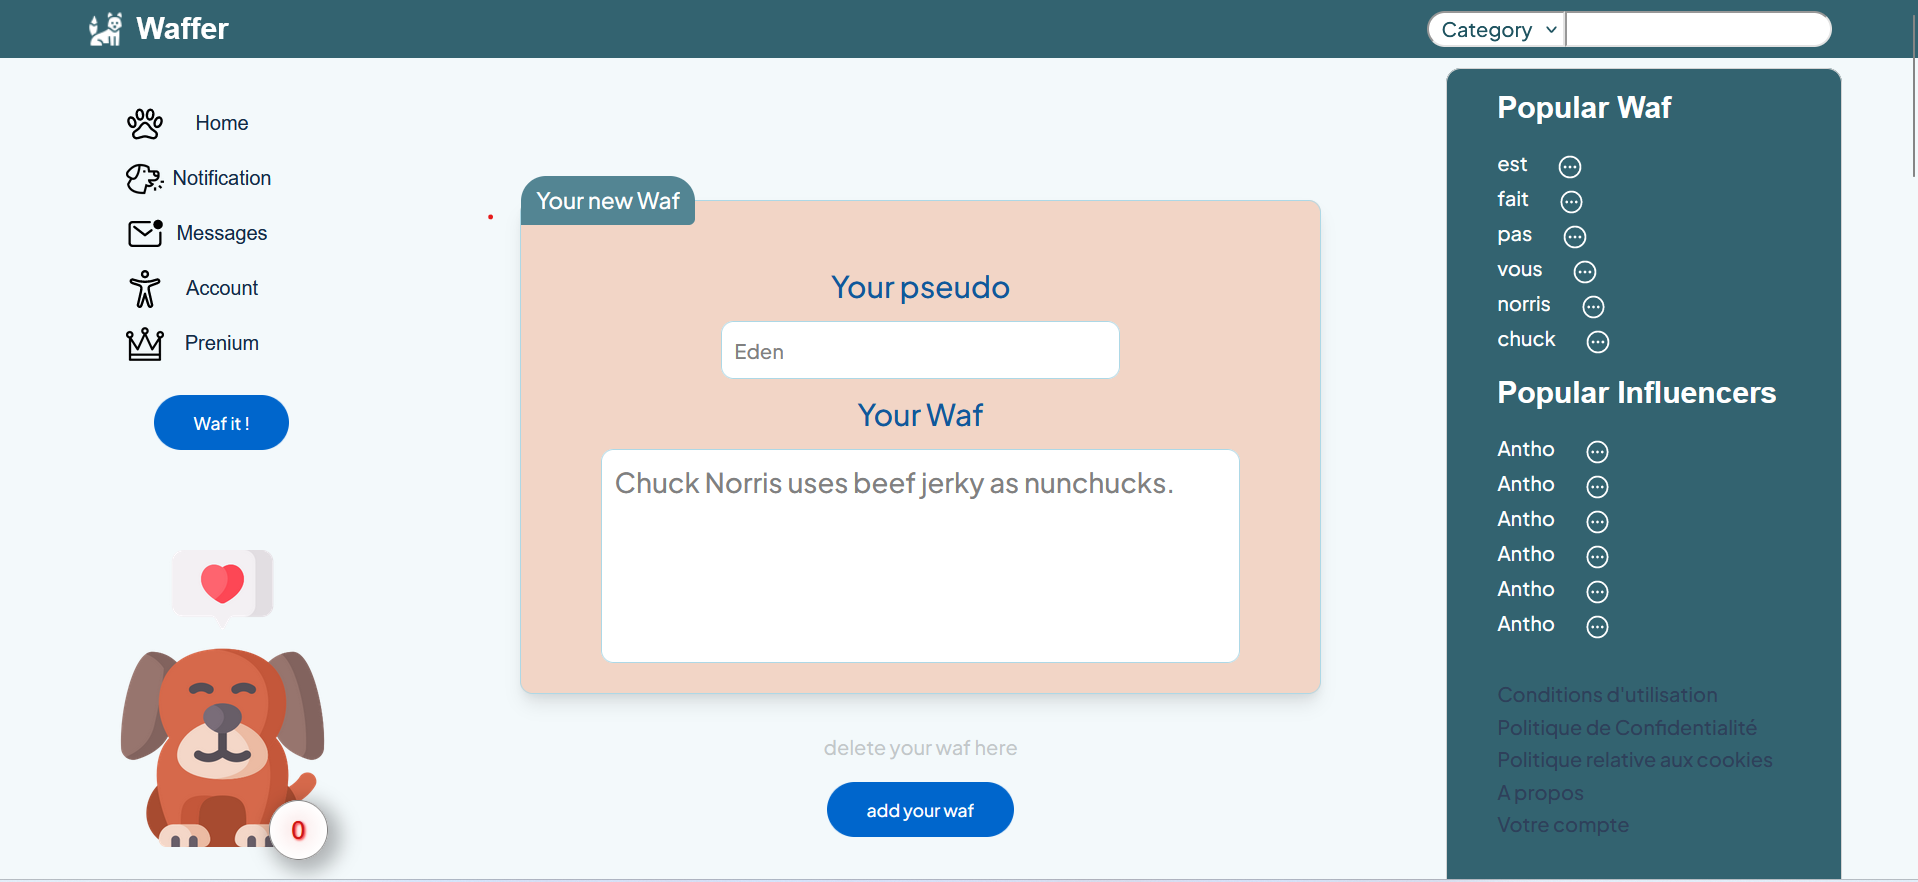 Waffer
Category
Home
Notification
Messages
Account
Prenium
Waf it !
0
Your new Waf
Your pseudo
Eden
Your Waf
Chuck Norris uses beef jerky as nunchucks.
delete your waf here
add your waf
Popular Waf
est
fait
pas
vous
norris
chuck
Popular Influencers
Antho
Antho
Antho
Antho
Antho
Antho
Conditions d'utilisation
Politique de Confidentialité
Politique relative aux cookies
A propos
Votre compte